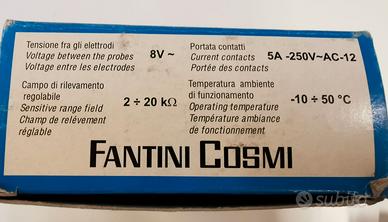 Tensione fra gli elettrodi
Voltage between the probes 8V ~
Voltage entre les electrodes
Portata contatti
Current contacts 5A -250V~AC-12
Portée des contacts
Campo di rilevamento
regolabile
Sensitive range field 2 ÷ 20 kΩ
Champ de relévement
réglable
Temperatura ambiente
di funzionamento
Operating temperature -10 ÷ 50 °C
Température ambiance
de fonctionnement
FANTINI COSMI
subito